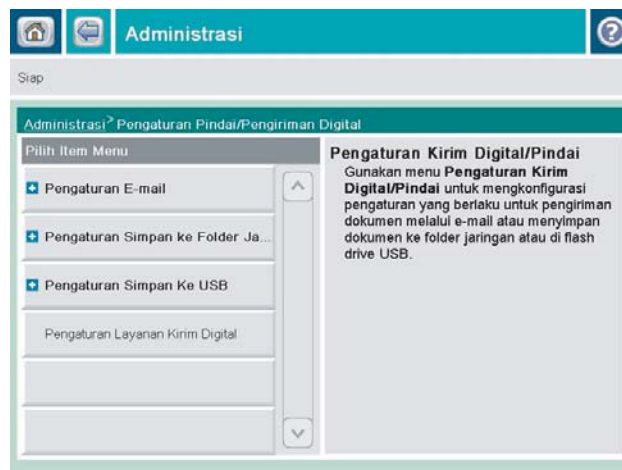 Administrasi
Siap
Administrasi> Pengaturan Pindai/Pengiriman Digital
Pilih Item Menu
Pengaturan E-mail
Pengaturan Simpan ke Folder Ja...
Pengaturan Simpan Ke USB
Pengaturan Layanan Kirim Digital
Pengaturan Kirim Digital/Pindai
Gunakan menu Pengaturan Kirim
Digital/Pindai untuk mengkonfigurasi
pengaturan yang berlaku untuk pengiriman
dokumen melalui e-mail atau menyimpan
dokumen ke folder jaringan atau di flash
drive USB.